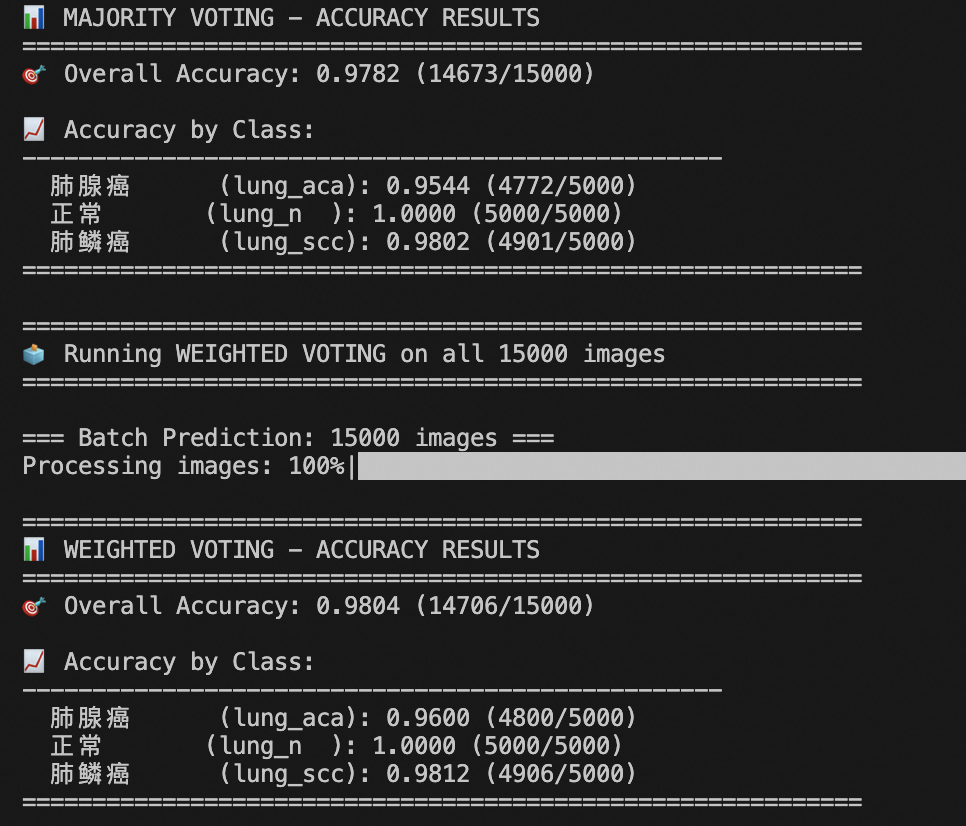 📊 MAJORITY VOTING - ACCURACY RESULTS
============================================================
🎯 Overall Accuracy: 0.9782 (14673/15000)
📈 Accuracy by Class:
--------------------------------------------------
肺腺癌 (lung_aca): 0.9544 (4772/5000)
正常 (lung_n ): 1.0000 (5000/5000)
肺鳞癌 (lung_scc): 0.9802 (4901/5000)
============================================================
============================================================
🗳️ Running WEIGHTED VOTING on all 15000 images
============================================================
=== Batch Prediction: 15000 images ===
Processing images: 100%|
============================================================
📊 WEIGHTED VOTING - ACCURACY RESULTS
============================================================
🎯 Overall Accuracy: 0.9804 (14706/15000)
📈 Accuracy by Class:
--------------------------------------------------
肺腺癌 (lung_aca): 0.9600 (4800/5000)
正常 (lung_n ): 1.0000 (5000/5000)
肺鳞癌 (lung_scc): 0.9812 (4906/5000)
============================================================